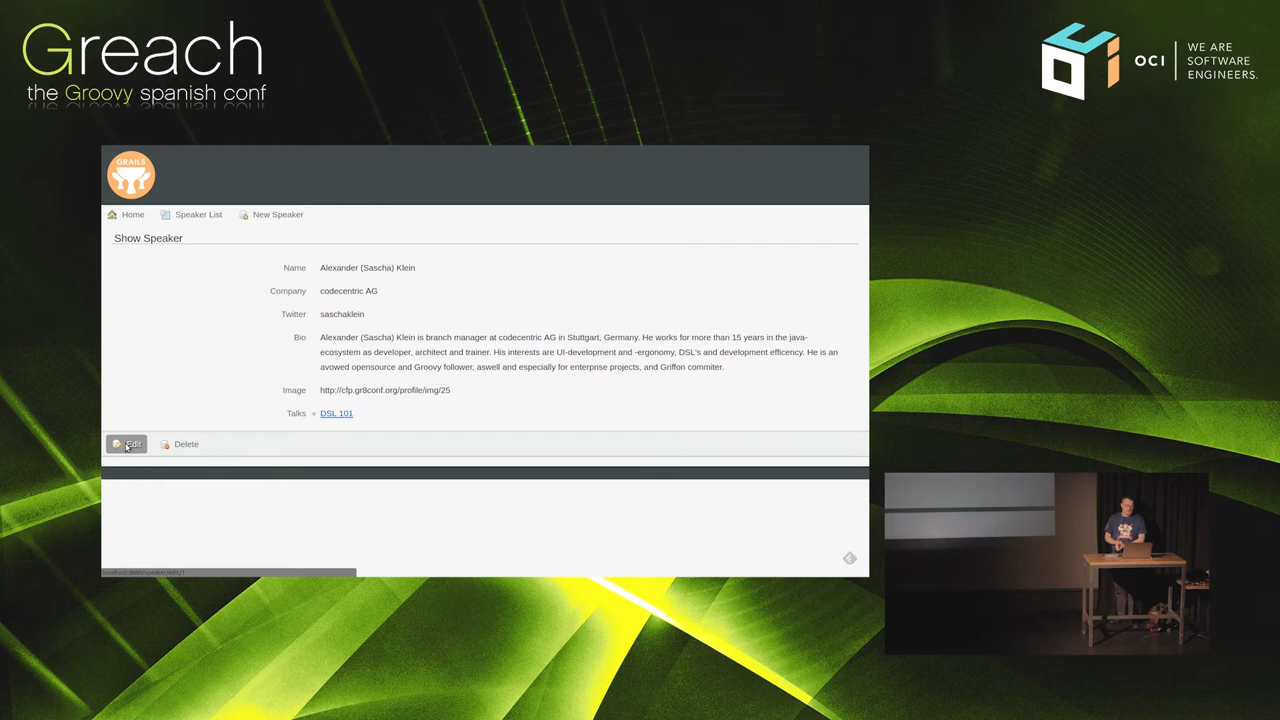 Greach
the Groovy spanish conf
OCI
WE ARE
SOFTWARE
ENGINEERS.
GRAILS
Home
Speaker List
New Speaker
Show Speaker
Name Alexander (Sascha) Klein
Company codecentric AG
Twitter saschaklein
Bio Alexander (Sascha) Klein is branch manager at codecentric AG in Stuttgart, Germany. He works for more than 15 years in the java-
ecosystem as developer, architect and trainer. His interests are UI-development and -ergonomy, DSL's and development efficency. He is an
avowed opensource and Groovy follower, aswell and especially for enterprise projects, and Griffon commiter.
Image http://cfp.gr8conf.org/profile/img/25
Talks DSL 101
Edit
Delete